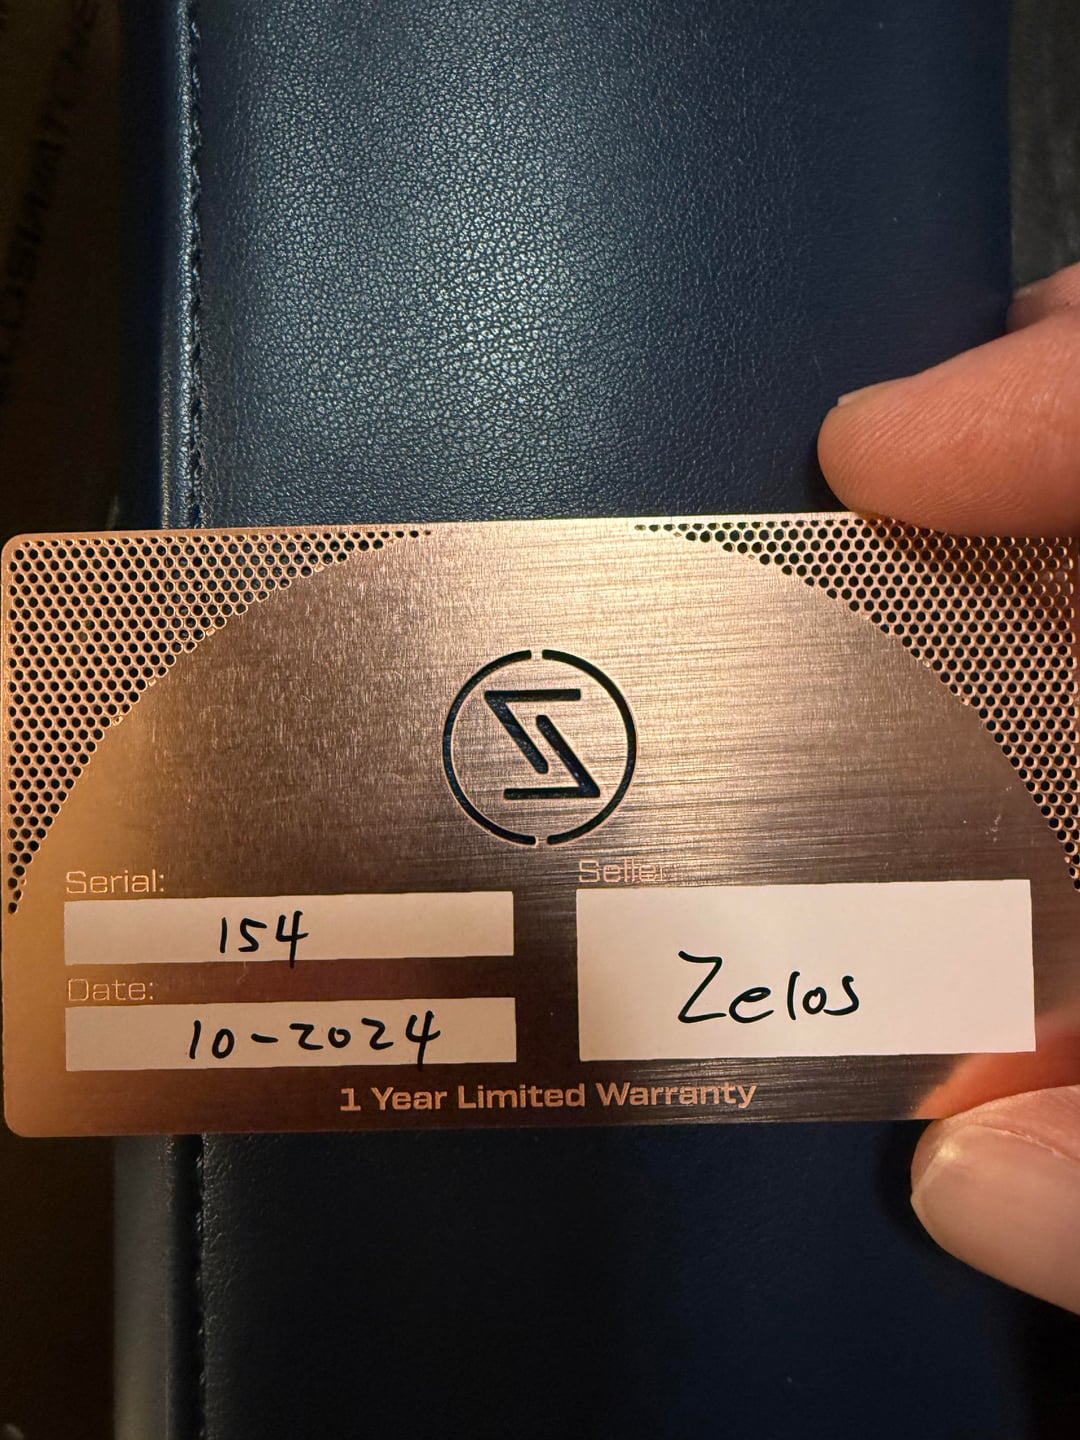 Serial:
154
Date:
10-2024
Seller:
Zelos
1 Year Limited Warranty